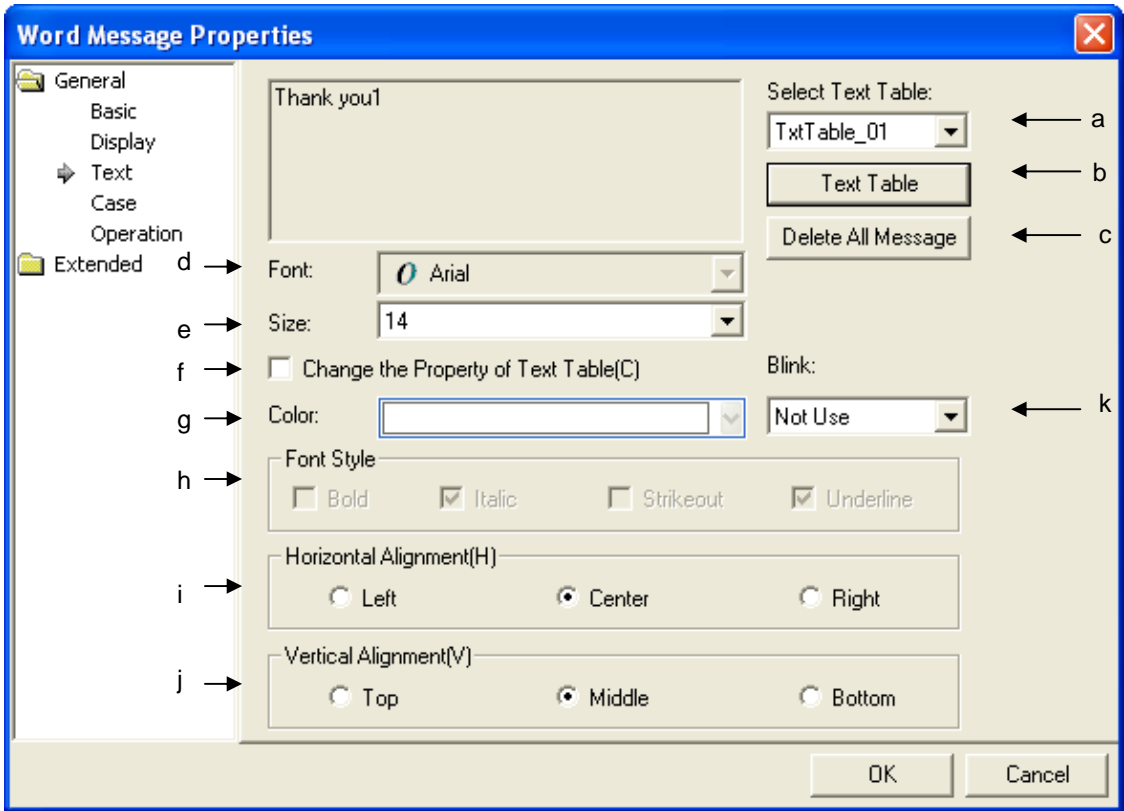 Word Message Properties
General
Basic
Display
Text
Case
Operation
Extended
Thank you1
Select Text Table:
TxtTable_01
a
Text Table
b
Delete All Message
c
d
Font:
Arial
e
Size:
14
f
Change the Property of Text Table(C)
Blink:
g
Color:
Not Use
k
h
Font Style
Bold
Italic
Strikeout
Underline
i
Horizontal Alignment(H)
Left
Center
Right
j
Vertical Alignment(V)
Top
Middle
Bottom
OK
Cancel